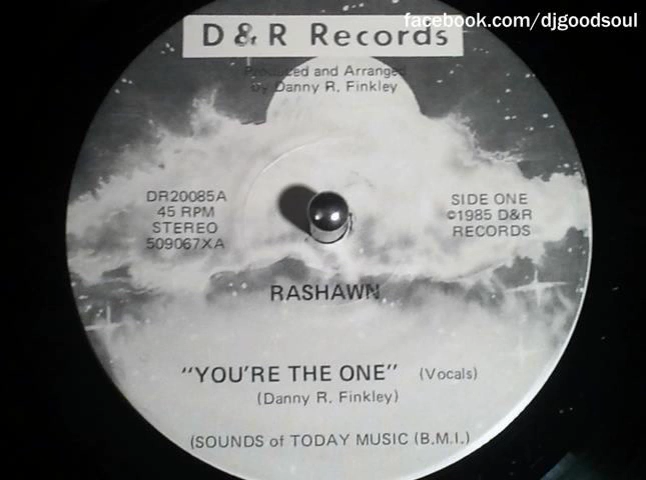 facebook.com/djgoodsoul
D & R Records
Produced and Arranged
by Danny R. Finkley
DR20085A
45 RPM
STEREO
509067XA
SIDE ONE
©1985 D&R
RECORDS
RASHAWN
"YOU'RE THE ONE" (Vocals)
(Danny R. Finkley)
(SOUNDS of TODAY MUSIC (B.M.I.)